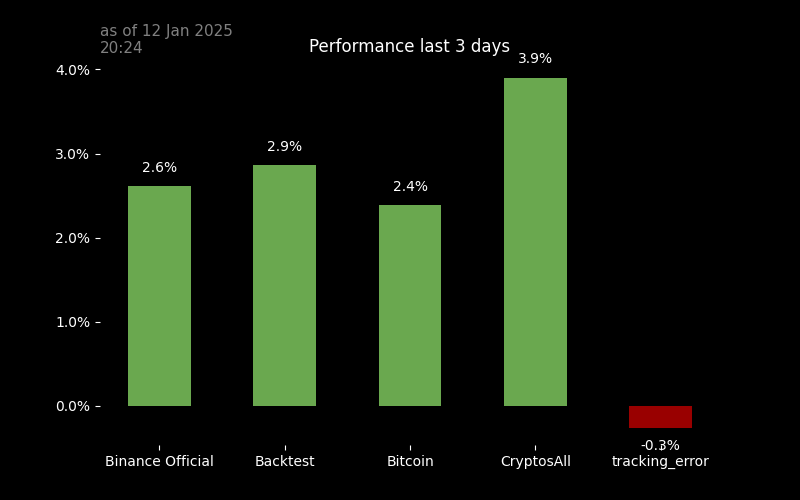 as of 12 Jan 2025
20:24
Performance last 3 days
4.0%
3.0%
2.0%
1.0%
0.0%
2.6%
2.9%
2.4%
3.9%
-0.3%
Binance Official
Backtest
Bitcoin
CryptosAll
tracking_error